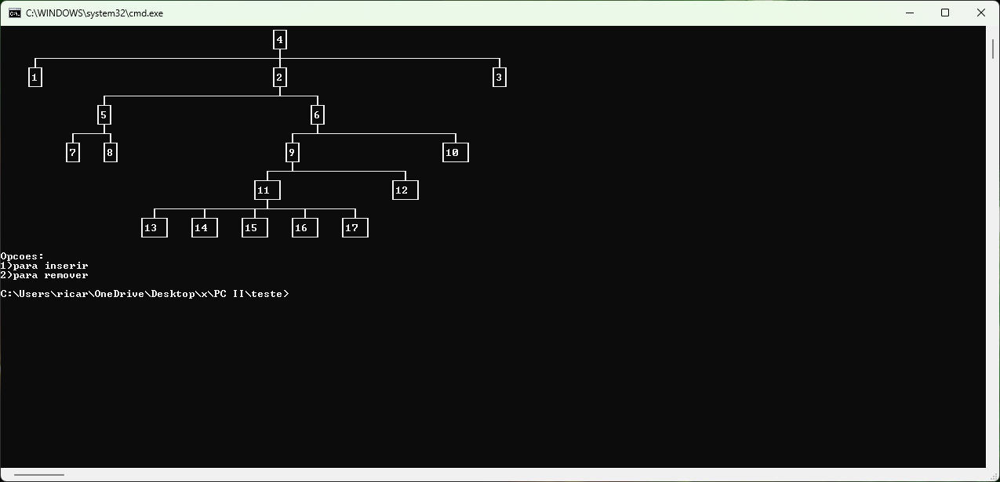 C:\WINDOWS\system32\cmd.exe
4
1 2 3
5 6
7 8 9 10
11 12
13 14 15 16 17
Opcoes:
1)para inserir
2)para remover
C:\Users\ricar\OneDrive\Desktop\x\PC II\teste>